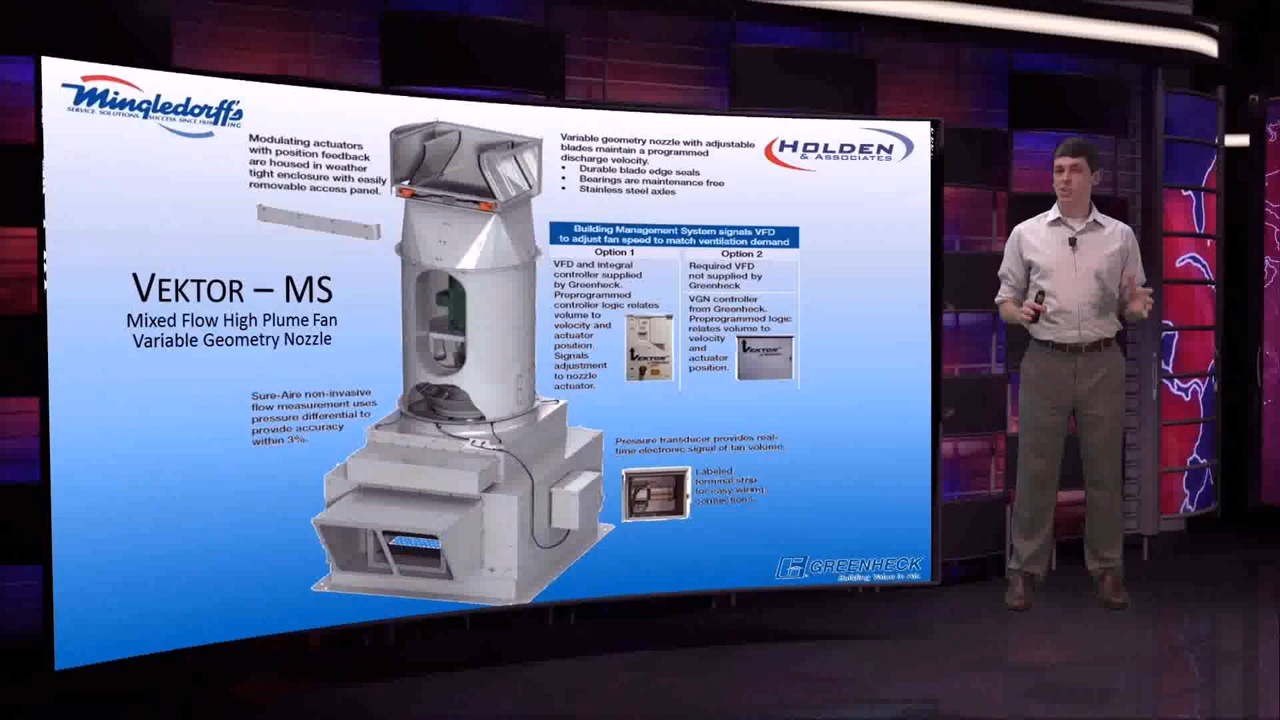 Mingledorff's
SERVICE. SOLUTIONS. SUCCESS SINCE 1939
INC
Modulating actuators
with position feedback
are housed in weather
tight enclosure with easily
removable access panel.
Variable geometry nozzle with adjustable
blades maintain a programmed
discharge velocity.
• Durable blade edge seals
• Bearings are maintenance free
• Stainless steel axles
HOLDEN
& ASSOCIATES
Building Management System signals VFD
to adjust fan speed to match ventilation demand
Option 1
VFD and integral
controller supplied
by Greenheck.
Preprogrammed
controller logic relates
volume to
velocity and
actuator
position.
Signals
adjustment
to nozzle
actuator.
VEKTOR
Option 2
Required VFD
not supplied by
Greenheck
VGN controller
from Greenheck.
Preprogrammed logic
relates volume to
velocity
and
actuator
position.
VEKTOR
VEKTOR – MS
Mixed Flow High Plume Fan
Variable Geometry Nozzle
Sure-Aire non-invasive
flow measurement uses
pressure differential to
provide accuracy
within 3%.
Pressure transducer provides real-
time electronic signal of fan volume.
Labeled
terminal strip
for easy wiring
connections.
GREENHECK
Building Value in Air.